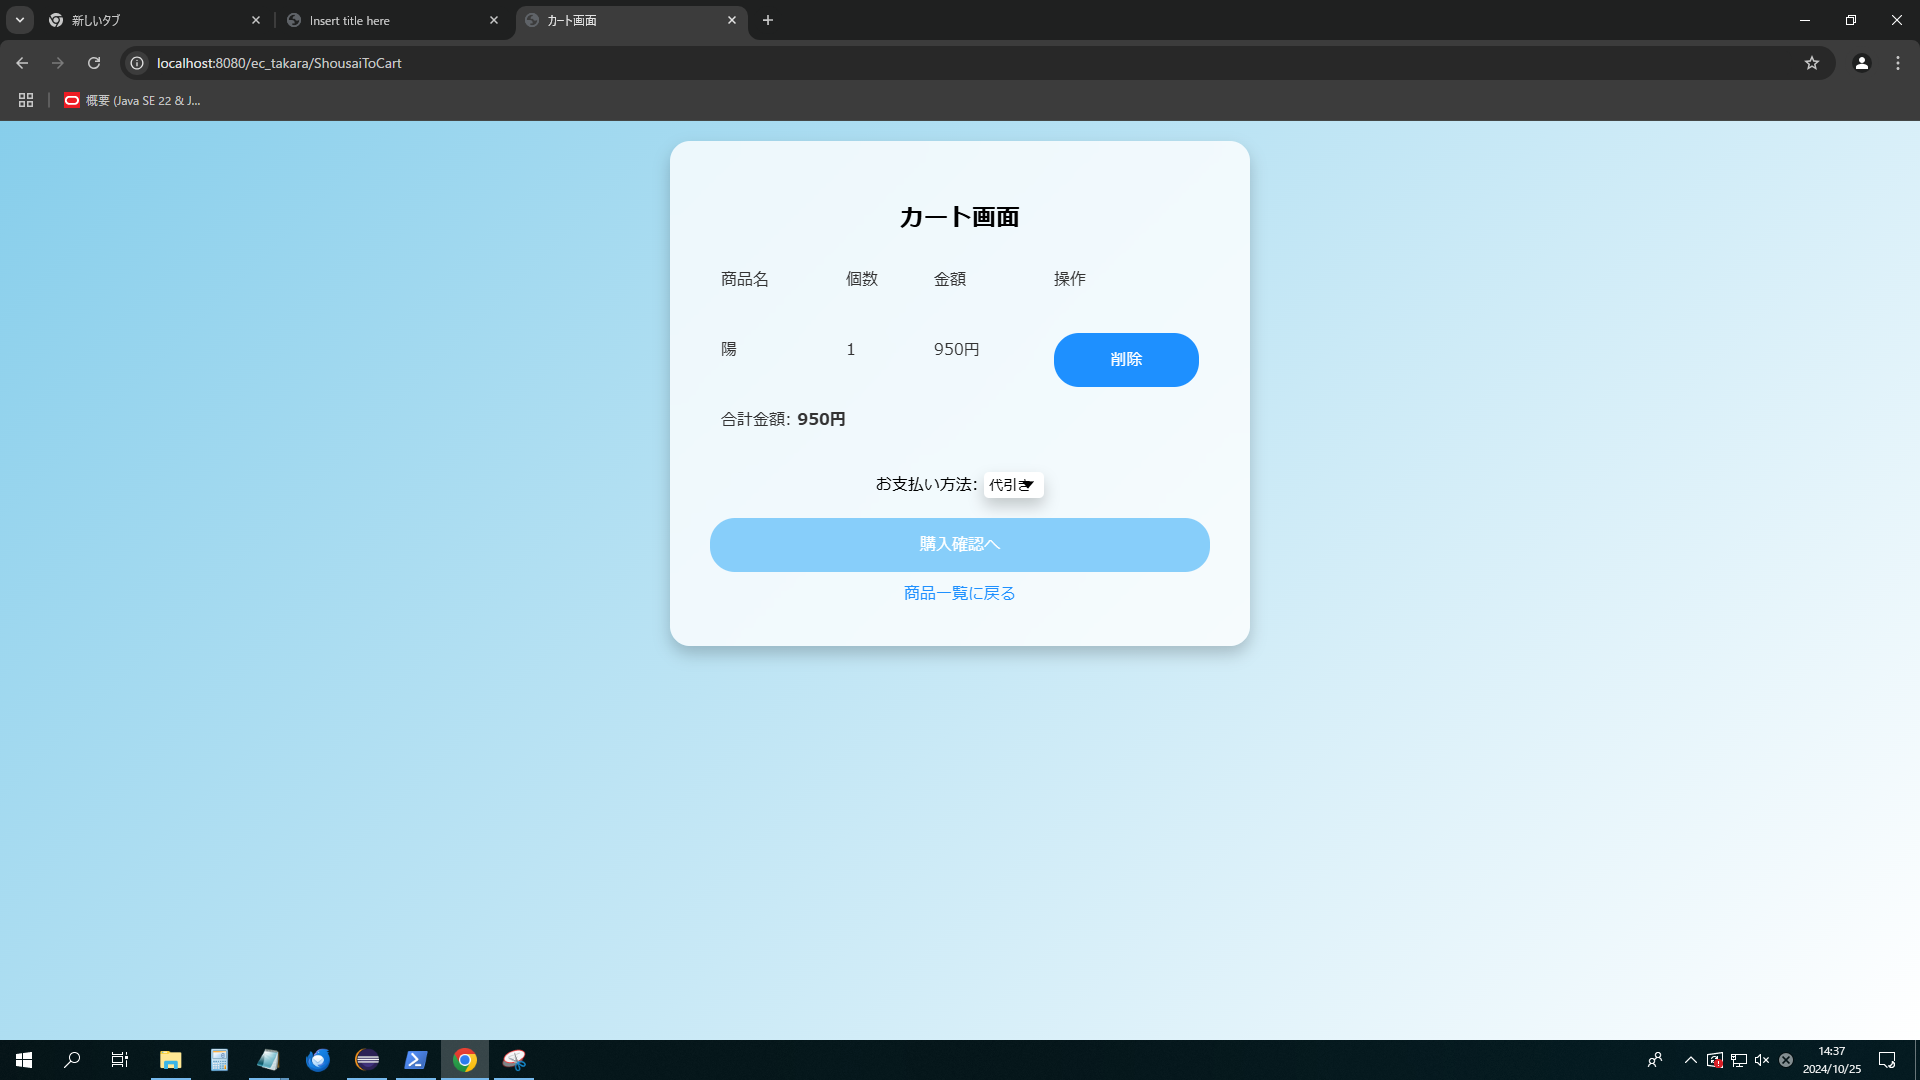 新しいタブ
Insert title here
カート画面
localhost:8080/ec_takara/ShousaiToCart
概要 (Java SE 22 & J...
カート画面
商品名 個数 金額 操作
陽 1 950円 削除
合計金額: 950円
お支払い方法: 代引き
購入確認へ
商品一覧に戻る
14:37
2024/10/25